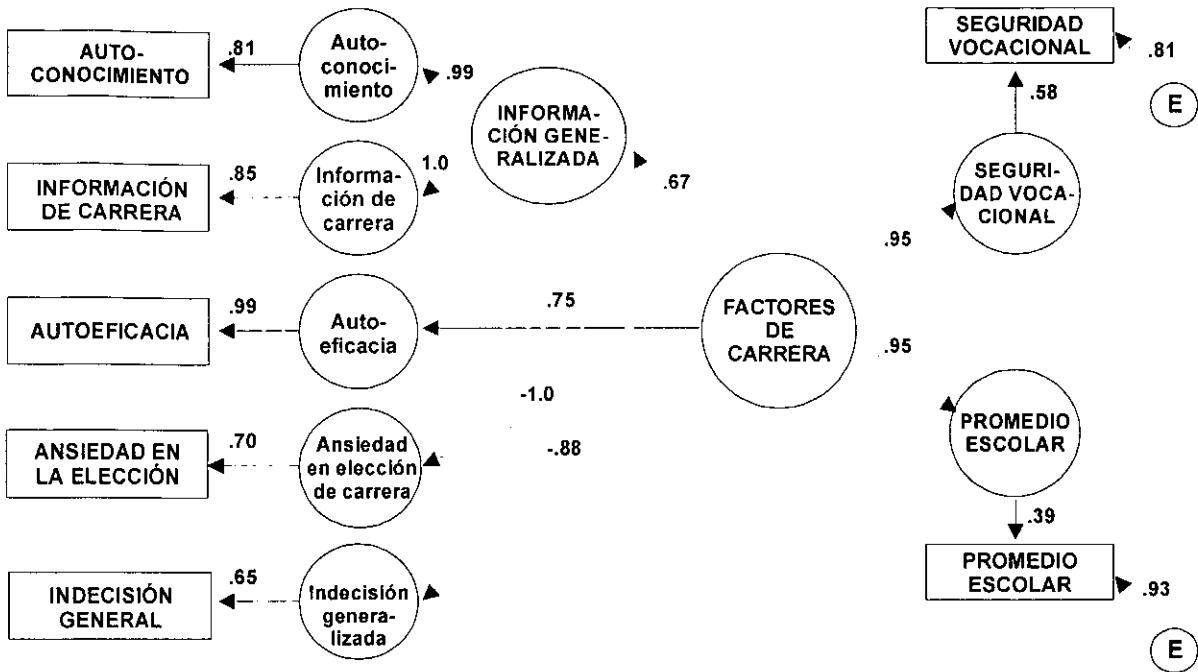 AUTO-
CONOCIMIENTO
.81
Auto-
conoci-
miento
.99
INFORMA-
CIÓN GENE-
RALIZADA
.67
SEGURIDAD
VOCACIONAL
.81
E
.58
SEGURI-
DAD VOCA-
CIONAL
.95
INFORMACIÓN
DE CARRERA
.85
Informa-
ción de
carrera
1.0
AUTOEFICACIA
.99
Auto-
eficacia
.75
FACTORES
DE
CARRERA
.95
-1.0
-.88
ANSIEDAD EN
LA ELECCIÓN
.70
Ansiedad
en elección
de carrera
PROMEDIO
ESCOLAR
.39
PROMEDIO
ESCOLAR
.93
E
INDECISIÓN
GENERAL
.65
Indecisión
genera-
lizada